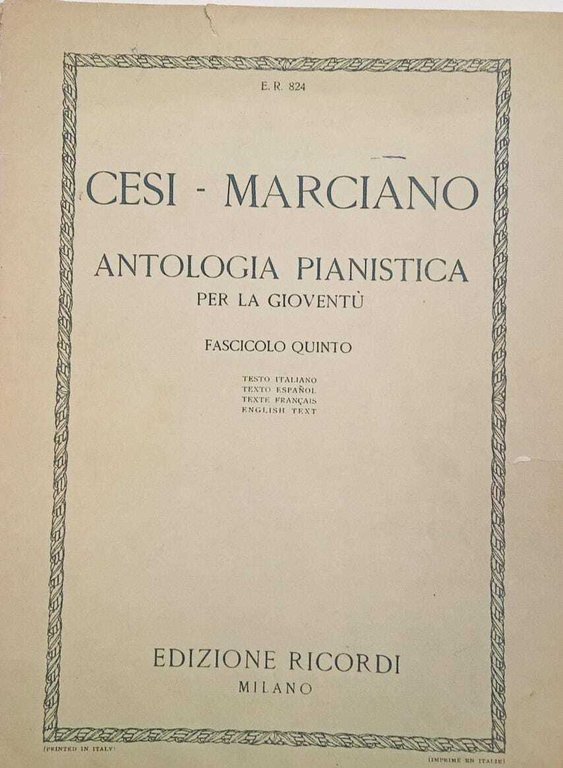 E. R. 824
CESI - MARCIANO
ANTOLOGIA PIANISTICA
PER LA GIOVENTÙ
FASCICOLO QUINTO
TESTO ITALIANO
TEXTO ESPAÑOL
TEXTE FRANÇAIS
ENGLISH TEXT
EDIZIONE RICORDI
MILANO
(PRINTED IN ITALY)
(IMPRIMÉ EN ITALIE)